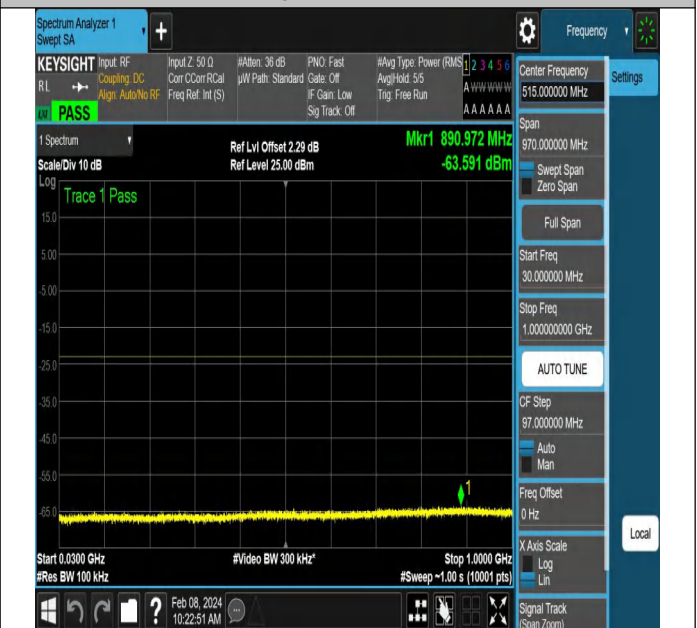 Spectrum Analyzer 1
Swept SA
Frequency
KEYSIGHT
RL
PASS
Input: RF
Coupling: DC
Align: Auto/No RF
Input Z: 50 Ω
Corr CCorr RCal
Freq Ref: Int (S)
#Atten: 36 dB
µW Path: Standard
PNO: Fast
Gate: Off
IF Gain: Low
Sig Track: Off
#Avg Type: Power (RMS
Avg|Hold: 5/5
Trig: Free Run
1 2 3 4 5 6
A W W W W W
A A A A A A
1 Spectrum
Scale/Div 10 dB
Ref Lvl Offset 2.29 dB
Ref Level 25.00 dBm
Mkr1 890.972 MHz
-63.591 dBm
Log
Trace 1 Pass
15.0
5.00
-5.00
-15.0
-25.0
-35.0
-45.0
-55.0
-65.0
1
Start 0.0300 GHz
#Res BW 100 kHz
#Video BW 300 kHz*
Stop 1.0000 GHz
#Sweep ~1.00 s (10001 pts)
Feb 08, 2024
10:22:51 AM
Center Frequency
515.000000 MHz
Settings
Span
970.000000 MHz
Swept Span
Zero Span
Full Span
Start Freq
30.000000 MHz
Stop Freq
1.000000000 GHz
AUTO TUNE
CF Step
97.000000 MHz
Auto
Man
Freq Offset
0 Hz
Local
X Axis Scale
Log
Lin
Signal Track
(Span Zoom)